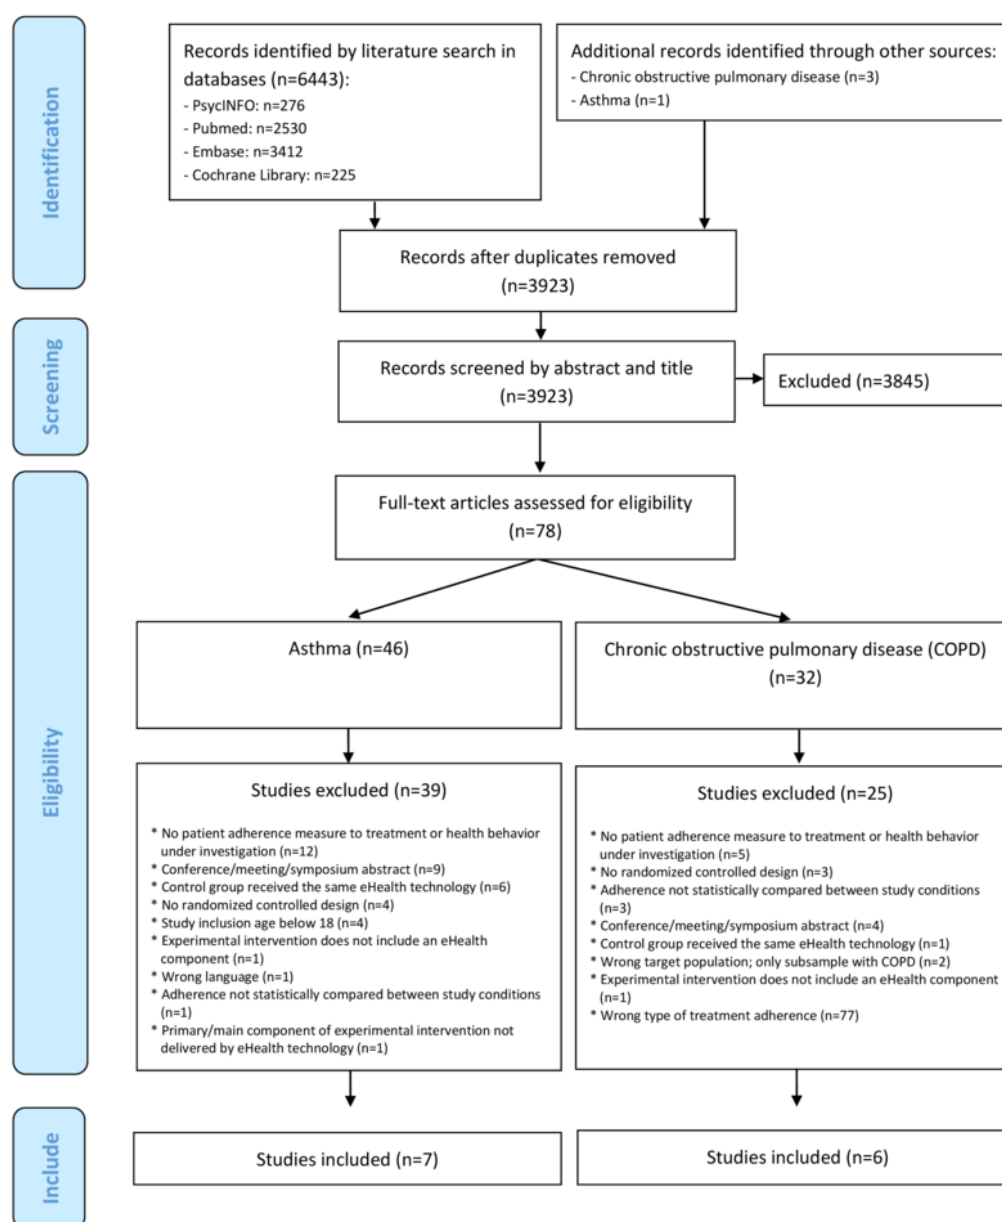 Identification
Records identified by literature search in
databases (n=6443):
- PsycINFO: n=276
- Pubmed: n=2530
- Embase: n=3412
- Cochrane Library: n=225
Additional records identified through other sources:
- Chronic obstructive pulmonary disease (n=3)
- Asthma (n=1)
Records after duplicates removed
(n=3923)
Screening
Records screened by abstract and title
(n=3923)
Excluded (n=3845)
Eligibility
Full-text articles assessed for eligibility
(n=78)
Asthma (n=46)
Chronic obstructive pulmonary disease (COPD)
(n=32)
Studies excluded (n=39)
* No patient adherence measure to treatment or health behavior
under investigation (n=12)
* Conference/meeting/symposium abstract (n=9)
* Control group received the same eHealth technology (n=6)
* No randomized controlled design (n=4)
* Study inclusion age below 18 (n=4)
* Experimental intervention does not include an eHealth
component (n=1)
* Wrong language (n=1)
* Adherence not statistically compared between study conditions
(n=1)
* Primary/main component of experimental intervention not
delivered by eHealth technology (n=1)
Studies excluded (n=25)
* No patient adherence measure to treatment or health behavior
under investigation (n=5)
* No randomized controlled design (n=3)
* Adherence not statistically compared between study conditions
(n=3)
* Conference/meeting/symposium abstract (n=4)
* Control group received the same eHealth technology (n=1)
* Wrong target population; only subsample with COPD (n=2)
* Experimental intervention does not include an eHealth component
(n=1)
* Wrong type of treatment adherence (n=77)
Include
Studies included (n=7)
Studies included (n=6)